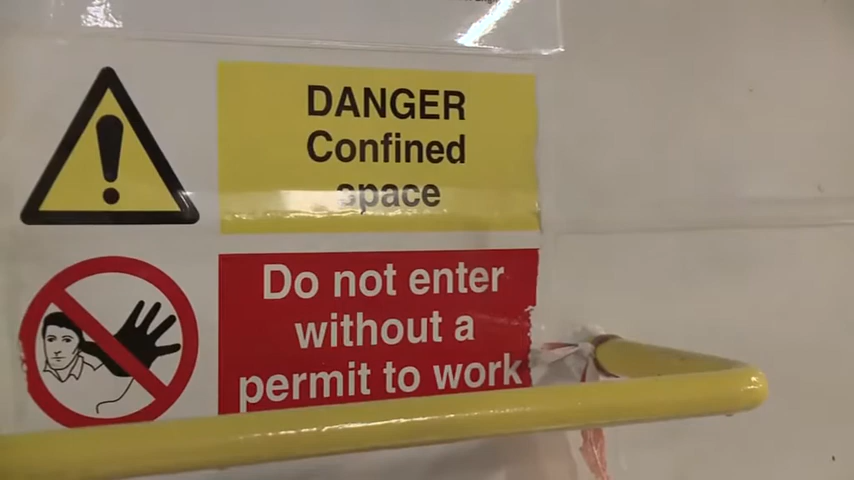 DANGER
Confined
space
Do not enter
without a
permit to work